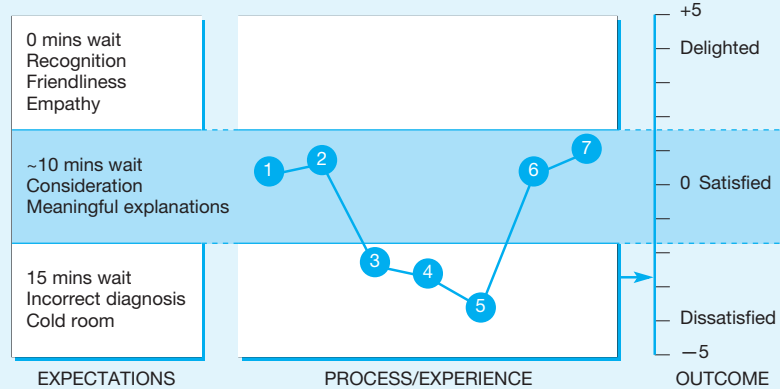 0 mins wait
Recognition
Friendliness
Empathy
~10 mins wait
Consideration
Meaningful explanations
15 mins wait
Incorrect diagnosis
Cold room
EXPECTATIONS
1
2
3
4
5
6
7
PROCESS/EXPERIENCE
+5
Delighted
0 Satisfied
Dissatisfied
—5
OUTCOME